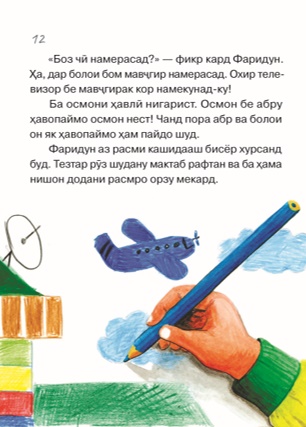 12
«Боз чӣ намерасад?» — фикр кард Фаридун.
Ҳа, дар болои бом мавҷгир намерасад. Охир теле-
визор бе мавҷгирак кор намекунад-ку!
Ба осмони ҳавлӣ нигарист. Осмон бе абру
ҳавопаймо осмон нест! Чанд пора абр ва болои
он як ҳавопаймо ҳам пайдо шуд.
Фаридун аз расми кашидааш бисёр хурсанд
буд. Тезтар рӯз шудану мактаб рафтан ва ба ҳама
нишон додани расмро орзу мекард.